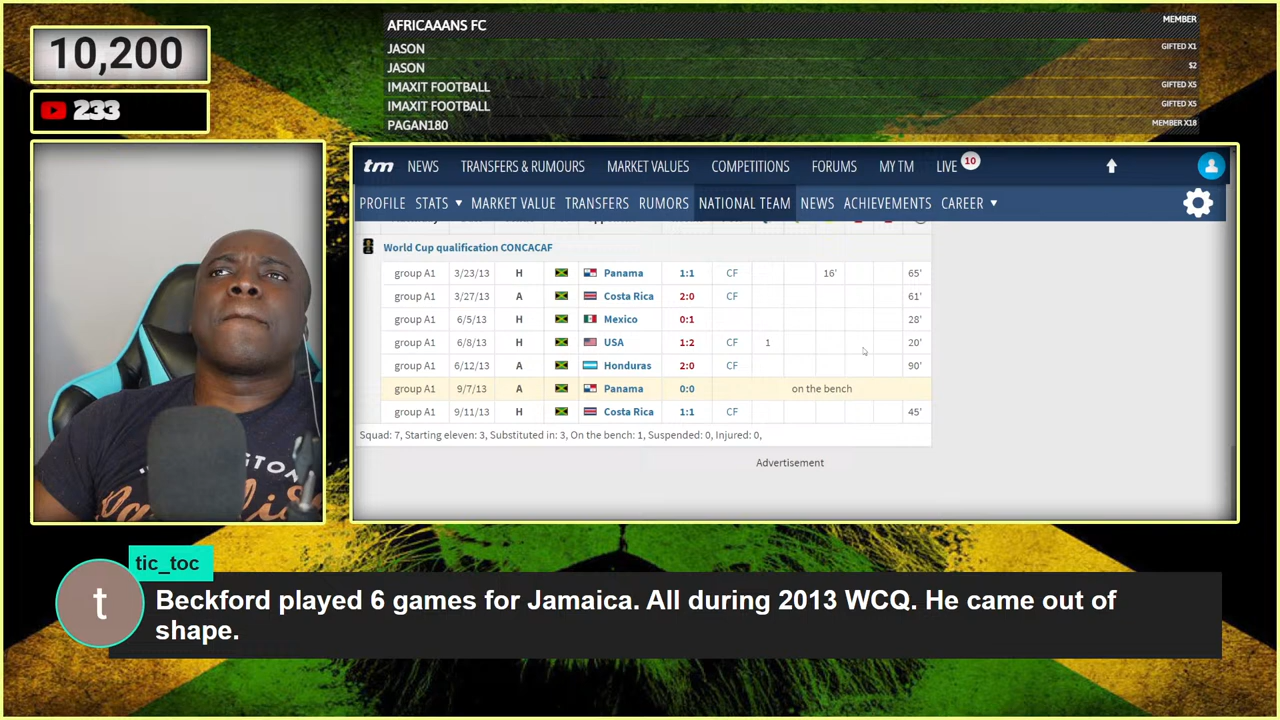 10,200
233
AFRICAAANS FC MEMBER
JASON GIFTED X1
JASON $2
IMAXIT FOOTBALL GIFTED X5
IMAXIT FOOTBALL GIFTED X5
PAGAN180 MEMBER X18
tm NEWS TRANSFERS & RUMOURS MARKET VALUES COMPETITIONS FORUMS MY TM LIVE 10
PROFILE STATS MARKET VALUE TRANSFERS RUMORS NATIONAL TEAM NEWS ACHIEVEMENTS CAREER
World Cup qualification CONCACAF
group A1 3/23/13 H Panama 1:1 CF 16' 65'
group A1 3/27/13 A Costa Rica 2:0 CF 61'
group A1 6/5/13 H Mexico 0:1 28'
group A1 6/8/13 H USA 1:2 CF 1 20'
group A1 6/12/13 A Honduras 2:0 CF 90'
group A1 9/7/13 A Panama 0:0 on the bench
group A1 9/11/13 H Costa Rica 1:1 CF 45'
Squad: 7, Starting eleven: 3, Substituted in: 3, On the bench: 1, Suspended: 0, Injured: 0,
Advertisement
tic_toc
t
Beckford played 6 games for Jamaica. All during 2013 WCQ. He came out of
shape.